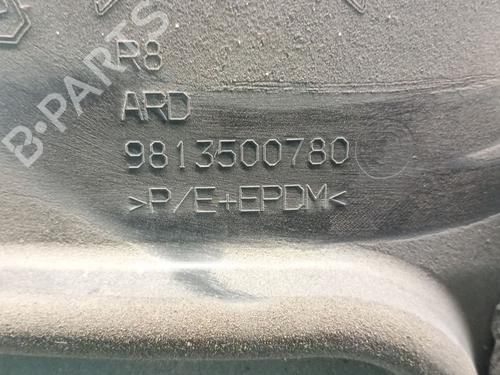 R8
ARD
9813500780
>P/E+EPDM<
B-PARTS